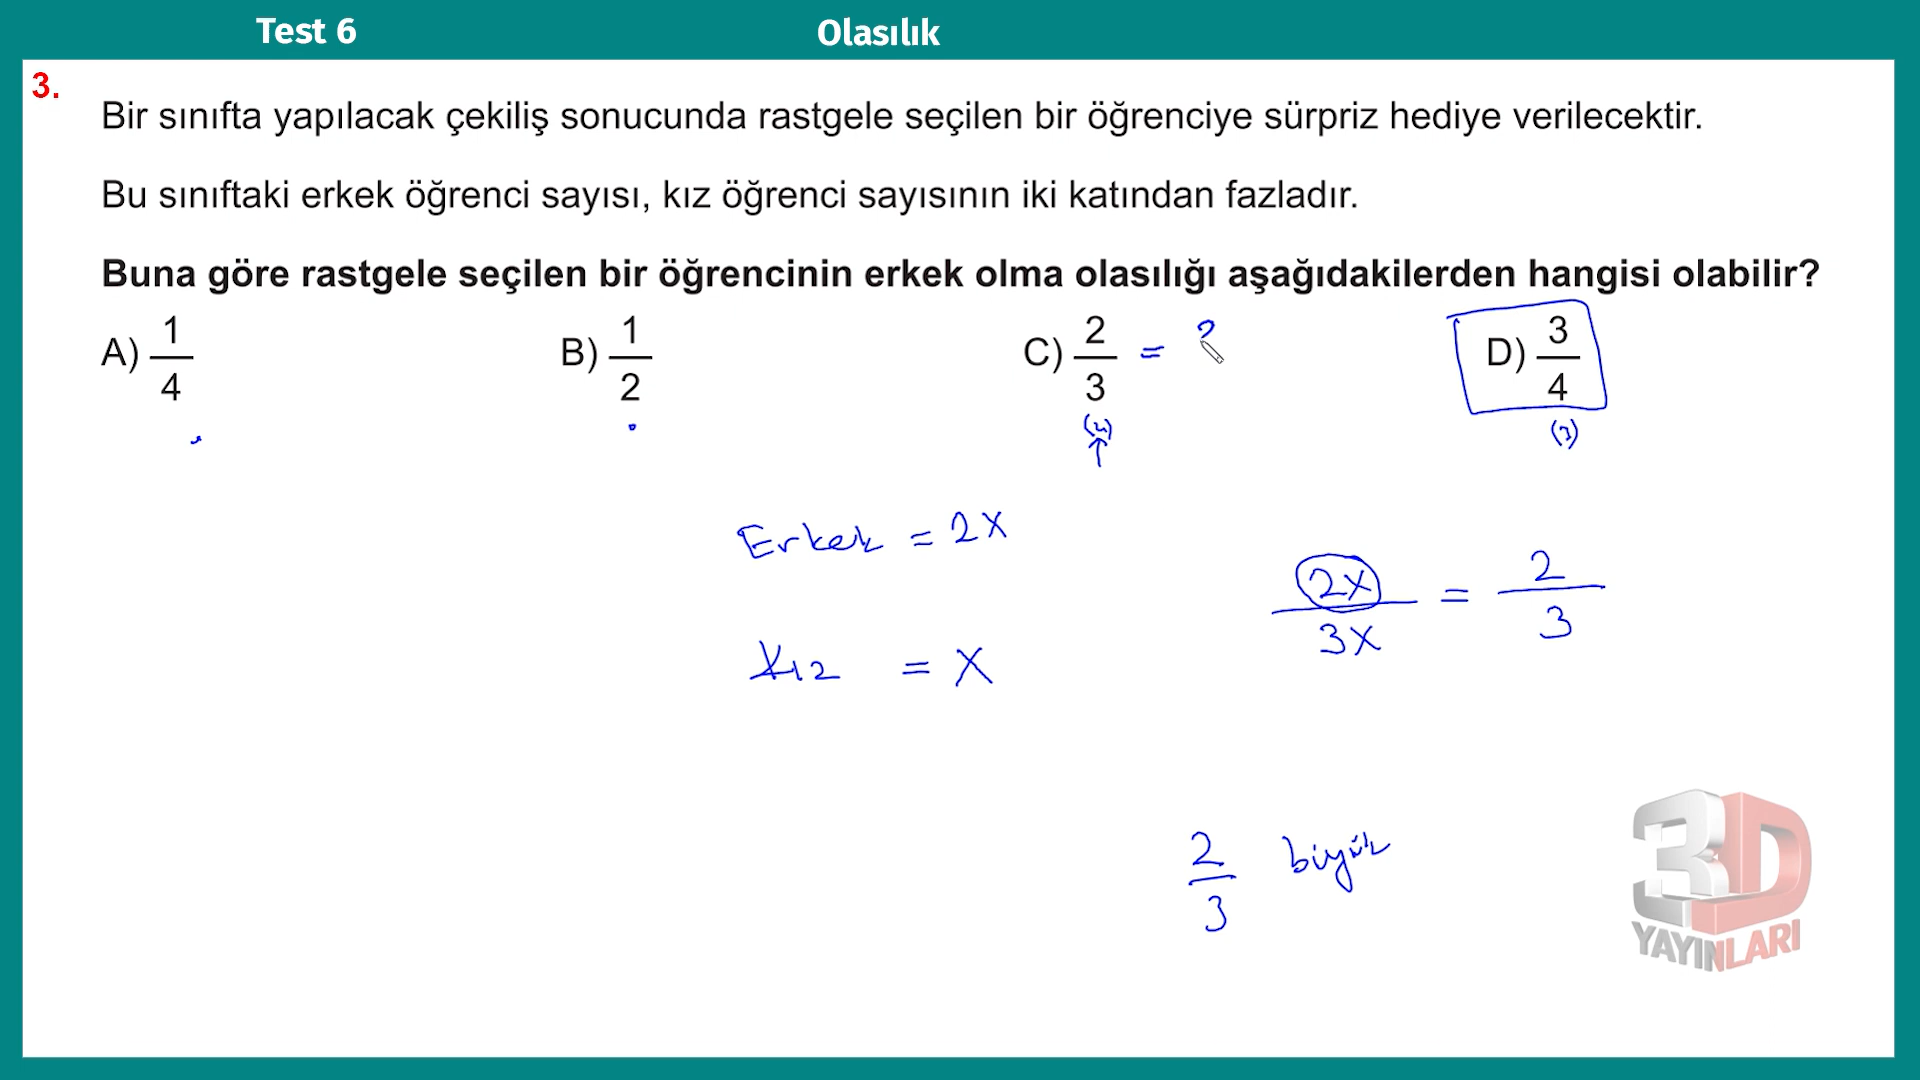 Test 6 Olasılık
3.
Bir sınıfta yapılacak çekiliş sonucunda rastgele seçilen bir öğrenciye sürpriz hediye verilecektir.
Bu sınıftaki erkek öğrenci sayısı, kız öğrenci sayısının iki katından fazladır.
Buna göre rastgele seçilen bir öğrencinin erkek olma olasılığı aşağıdakilerden hangisi olabilir?
A) 1/4 B) 1/2 C) 2/3 = ? D) 3/4
(4) (3)
Erkek = 2x
2x/3x = 2/3
Kız = x
2/3 büyük
3D
YAYINLARI